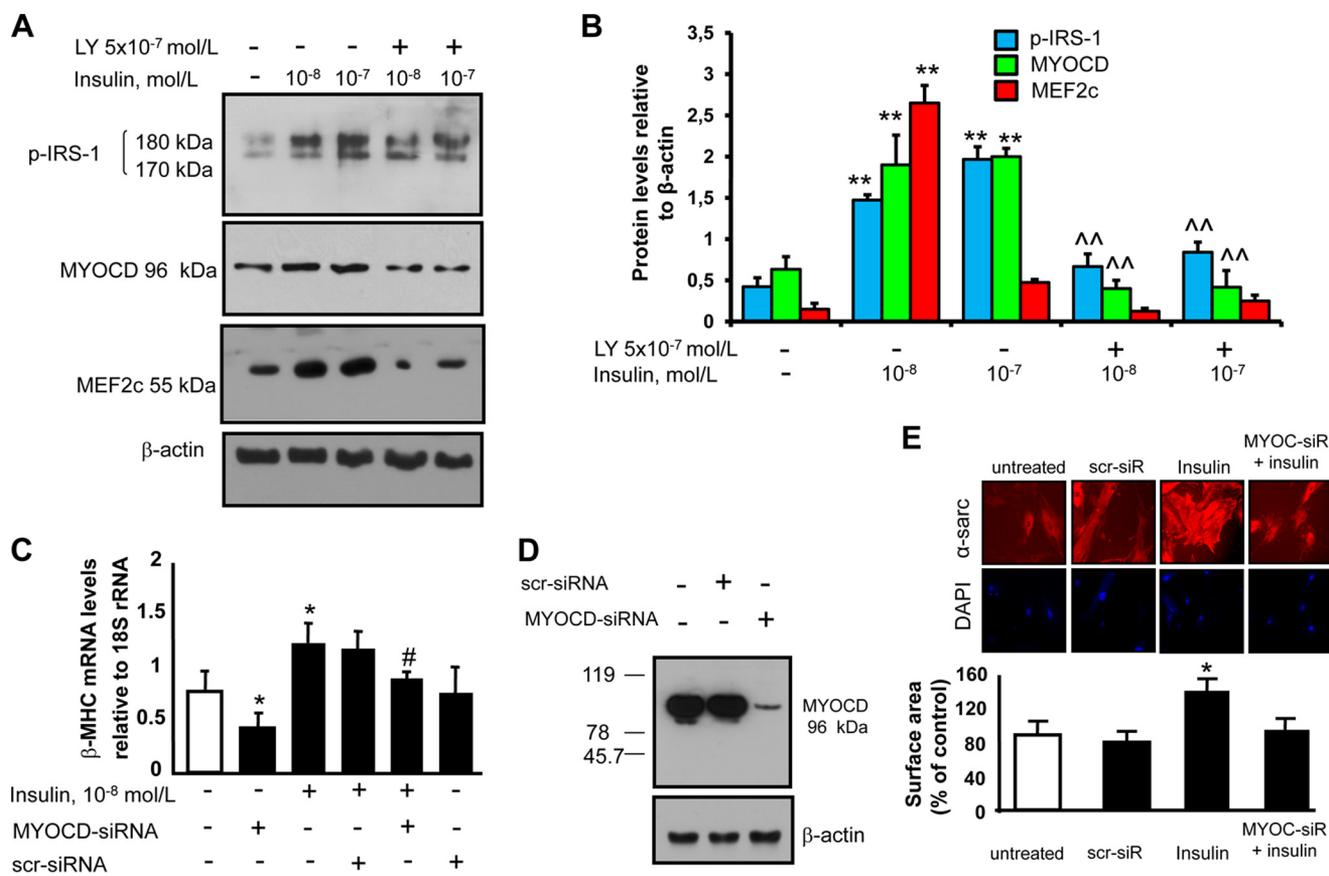 A
LY 5x10⁻⁷ mol/L - - - + +
Insulin, mol/L - 10⁻⁸ 10⁻⁷ 10⁻⁸ 10⁻⁷
p-IRS-1
180 kDa
170 kDa
MYOCD 96 kDa
MEF2c 55 kDa
β-actin
B
Protein levels relative
to β-actin
3,5
3
2,5
2
1,5
1
0,5
0
p-IRS-1
MYOCD
MEF2c
** ** ** ** ** ^^ ^^ ^^ ^^
LY 5x10⁻⁷ mol/L - - - + +
Insulin, mol/L - 10⁻⁸ 10⁻⁷ 10⁻⁸ 10⁻⁷
C
β-MHC mRNA levels
relative to 18S rRNA
2
1.5
1
0.5
0
* * #
Insulin, 10⁻⁸ mol/L - - + + + -
MYOCD-siRNA - + - - + -
scr-siRNA - - - + - +
D
scr-siRNA - + -
MYOCD-siRNA - - +
119
78
45.7
MYOCD
96 kDa
β-actin
E
untreated scr-siR Insulin MYOC-siR
+ insulin
α-sarc
DAPI
Surface area
(% of control)
160
120
80
40
0
*
untreated scr-siR Insulin MYOC-siR
+ insulin